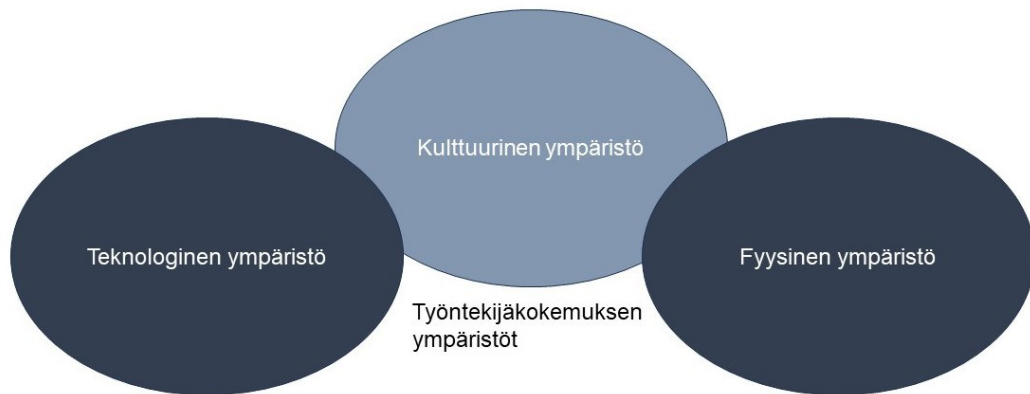 Kulttuurinen ympäristö
Teknologinen ympäristö
Fyysinen ympäristö
Työntekijäkokemuksen
ympäristöt